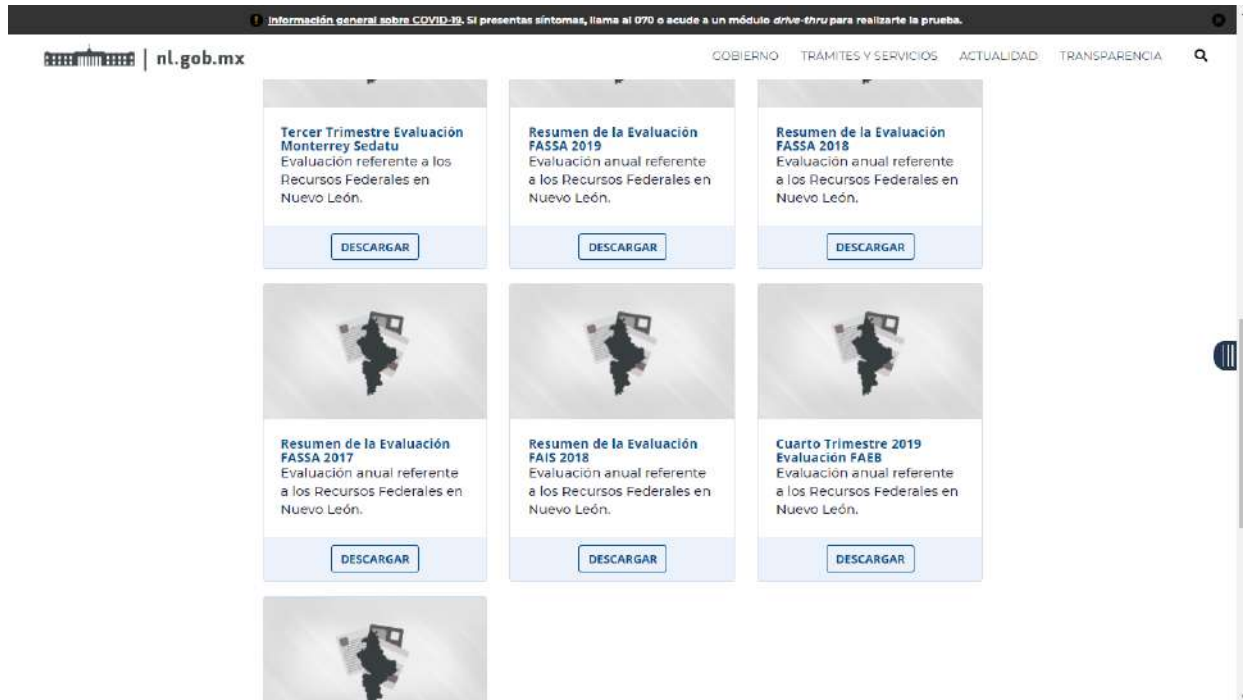 Información general sobre COVID-19. Si presentas síntomas, llama al 070 o acude a un módulo drive-thru para realizarte la prueba.
nl.gob.mx
GOBIERNO TRÁMITES Y SERVICIOS ACTUALIDAD TRANSPARENCIA
Tercer Trimestre Evaluación
Monterrey Sedatu
Evaluación referente a los
Recursos Federales en
Nuevo León.
DESCARGAR
Resumen de la Evaluación
FASSA 2019
Evaluación anual referente
a los Recursos Federales en
Nuevo León.
DESCARGAR
Resumen de la Evaluación
FASSA 2018
Evaluación anual referente
a los Recursos Federales en
Nuevo León.
DESCARGAR
Resumen de la Evaluación
FASSA 2017
Evaluación anual referente
a los Recursos Federales en
Nuevo León.
DESCARGAR
Resumen de la Evaluación
FAIS 2018
Evaluación anual referente
a los Recursos Federales en
Nuevo León.
DESCARGAR
Cuarto Trimestre 2019
Evaluación FAEB
Evaluación anual referente
a los Recursos Federales en
Nuevo León.
DESCARGAR